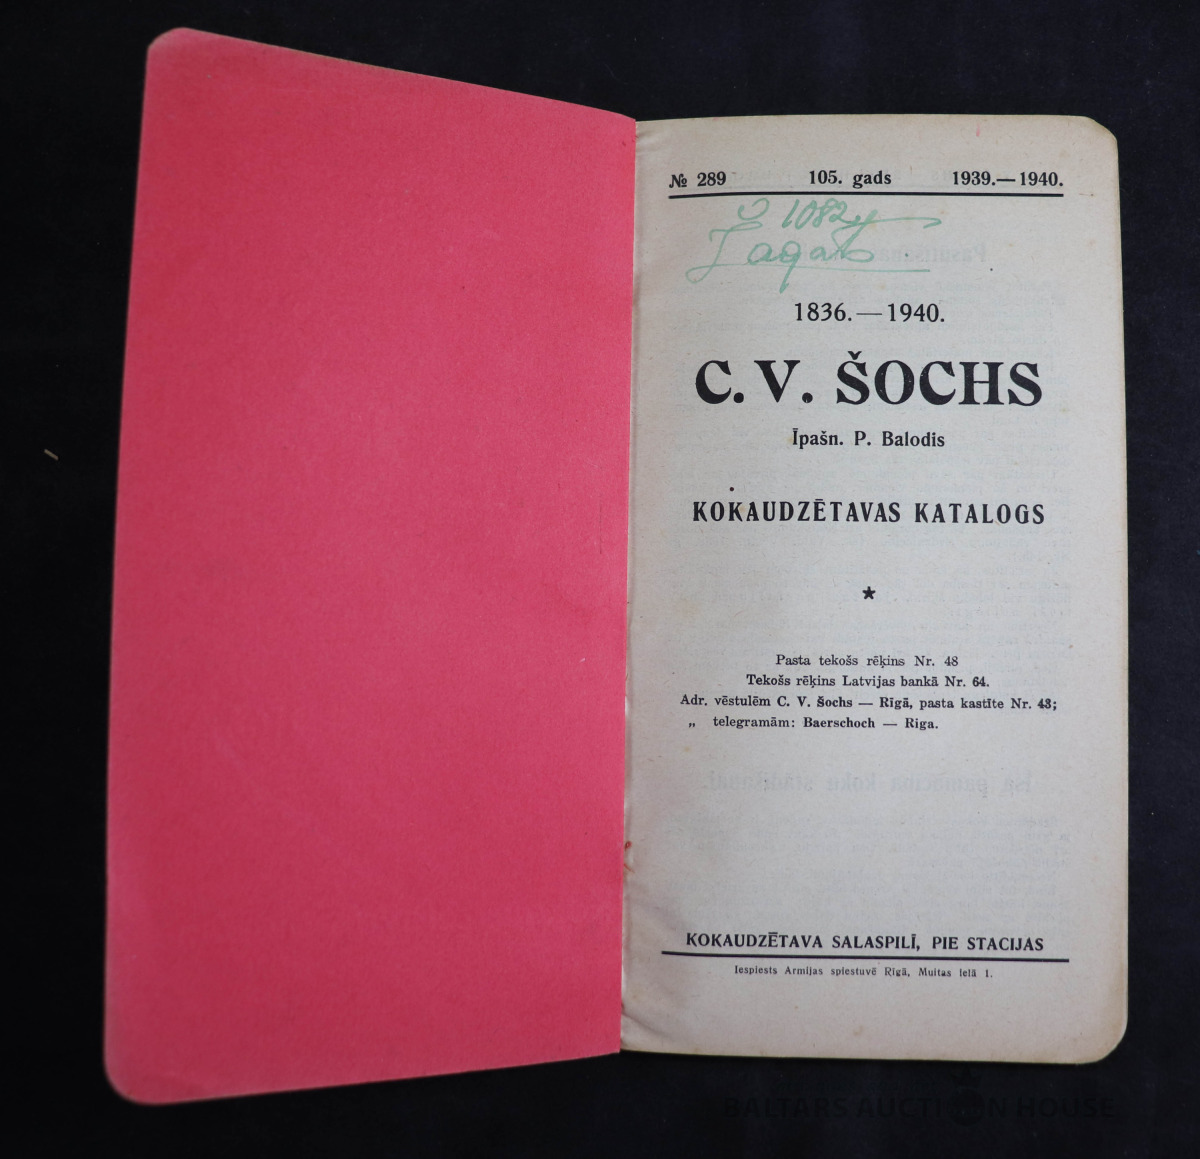 № 289 105. gads 1939.—1940.
1082
1836.—1940.
C. V. ŠOCHS
Īpašn. P. Balodis
KOKAUDZĒTAVAS KATALOGS
*
Pasta tekošs rēķins Nr. 48
Tekošs rēķins Latvijas bankā Nr. 64.
Adr. vēstulēm C. V. Šochs — Rīgā, pasta kastīte Nr. 43;
„ telegramām: Baerschoch — Riga.
KOKAUDZĒTAVA SALASPILĪ, PIE STACIJAS
Iespiests Armijas spiestuvē Rīgā, Muitas ielā 1.
BALTARS AUCTION HOUSE